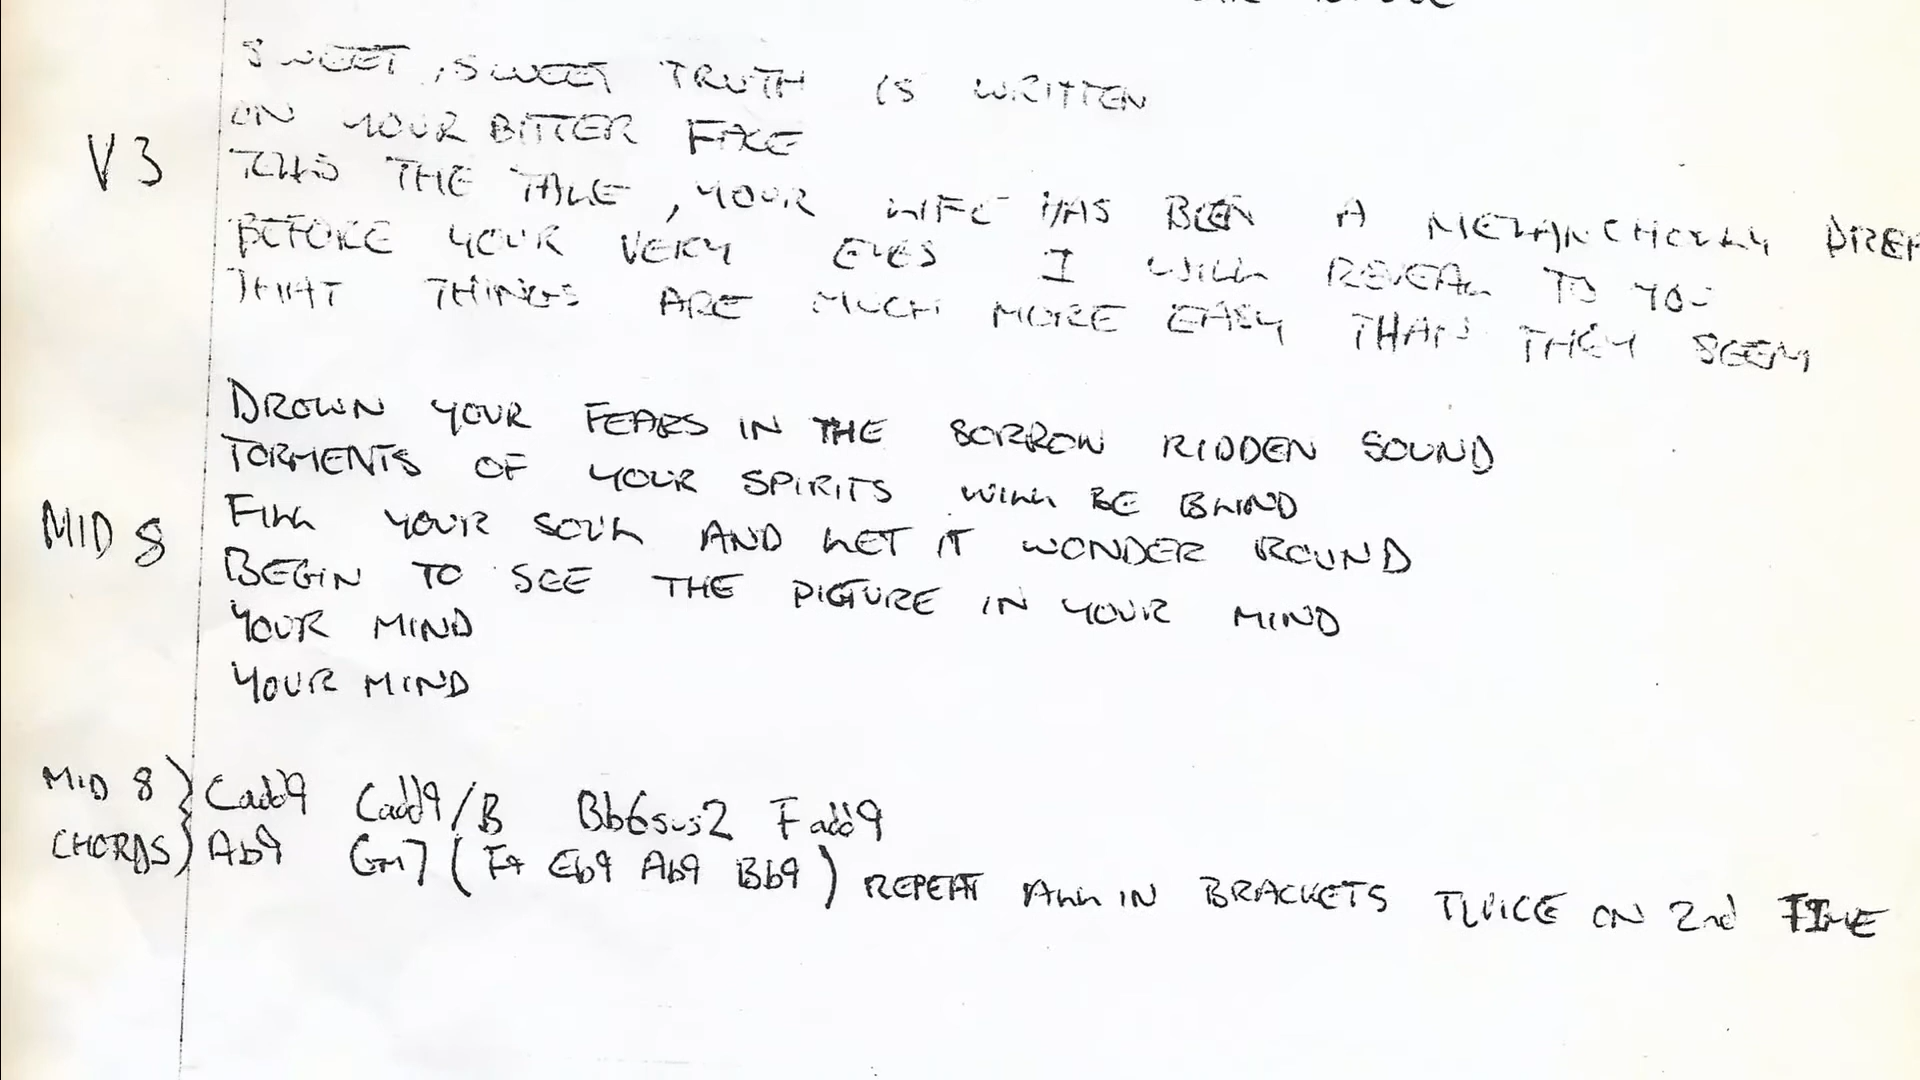 SWEET, SWEET TRUTH IS WRITTEN
ON YOUR BITTER FACE
V3
THE TALE, YOUR LIFE HAS BEEN A MELANCHOLLY
BEFORE YOUR VERY EYES I WILL REVEAL TO YOU
THAT THINGS ARE MUCH MORE EASY THAN THEY SEEM
DROWN YOUR FEARS IN THE SORROW RIDDEN SOUND
TORMENTS OF YOUR SPIRITS WILL BE BLIND
MID 8
FILL YOUR SOUL AND LET IT WONDER ROUND
BEGIN TO SEE THE PICTURE IN YOUR MIND
YOUR MIND
YOUR MIND
MID 8 Cadd9 Cadd9/B Bb6sus2 Fadd9
CHORDS Ab9 Gm7 ( Eb9 Ab9 Bb9 ) REPEAT ALL IN BRACKETS TWICE ON 2nd TIME